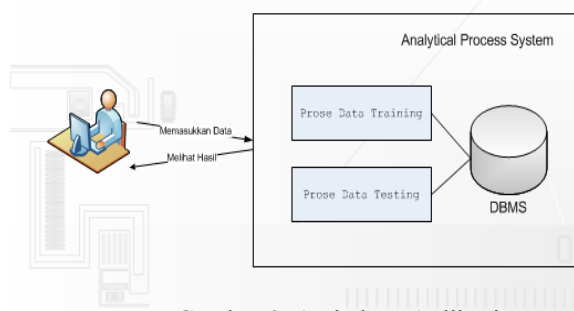 Analytical Process System
Memasukkan Data
Melihat Hasil
Prose Data Training
Prose Data Testing
DBMS